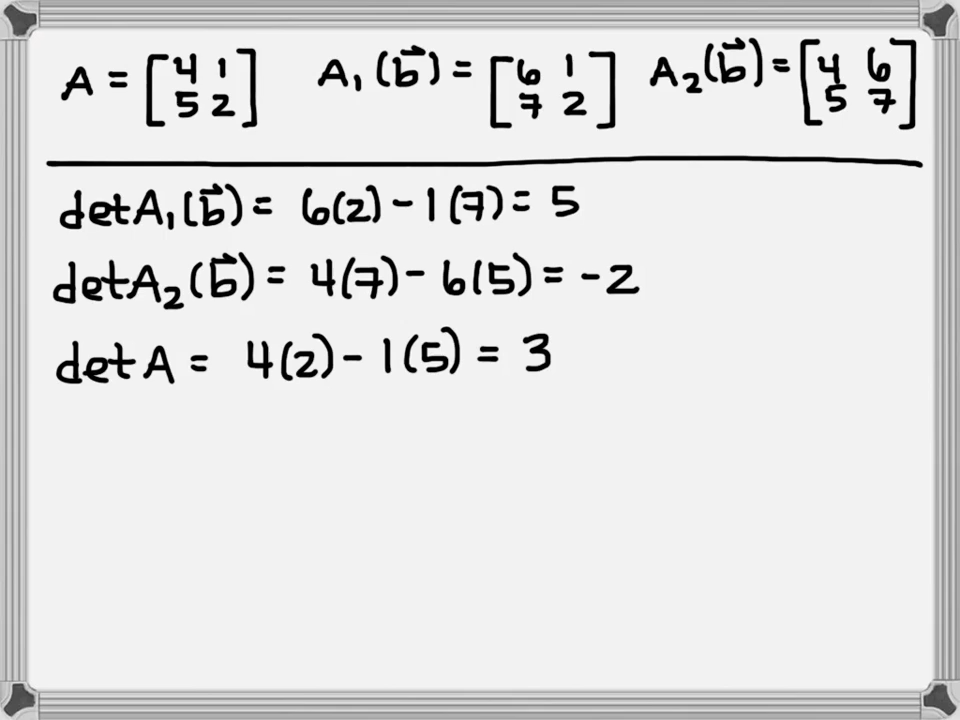 A = [4 1; 5 2] A₁(b⃗) = [6 1; 7 2] A₂(b⃗) = [4 6; 5 7]
detA₁(b⃗) = 6(2) - 1(7) = 5
detA₂(b⃗) = 4(7) - 6(5) = -2
detA = 4(2) - 1(5) = 3